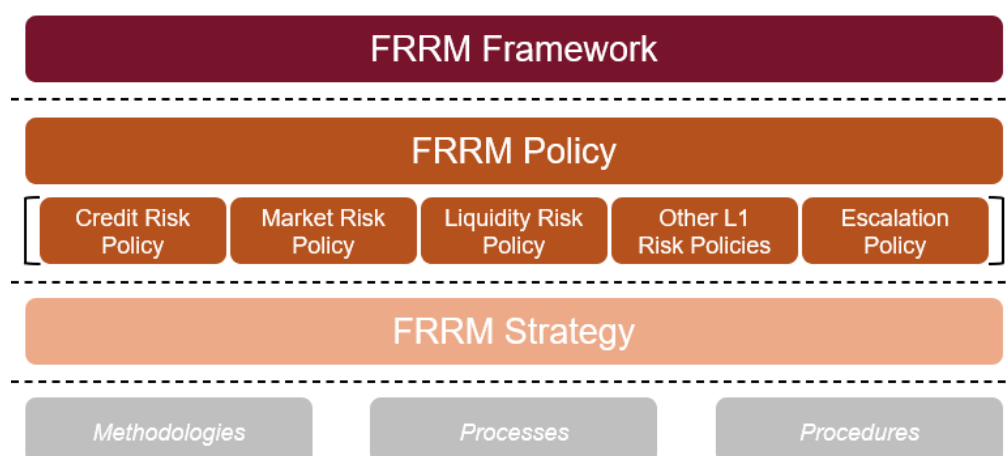 FRRM Framework
FRRM Policy
Credit Risk
Policy
Market Risk
Policy
Liquidity Risk
Policy
Other L1
Risk Policies
Escalation
Policy
FRRM Strategy
Methodologies
Processes
Procedures